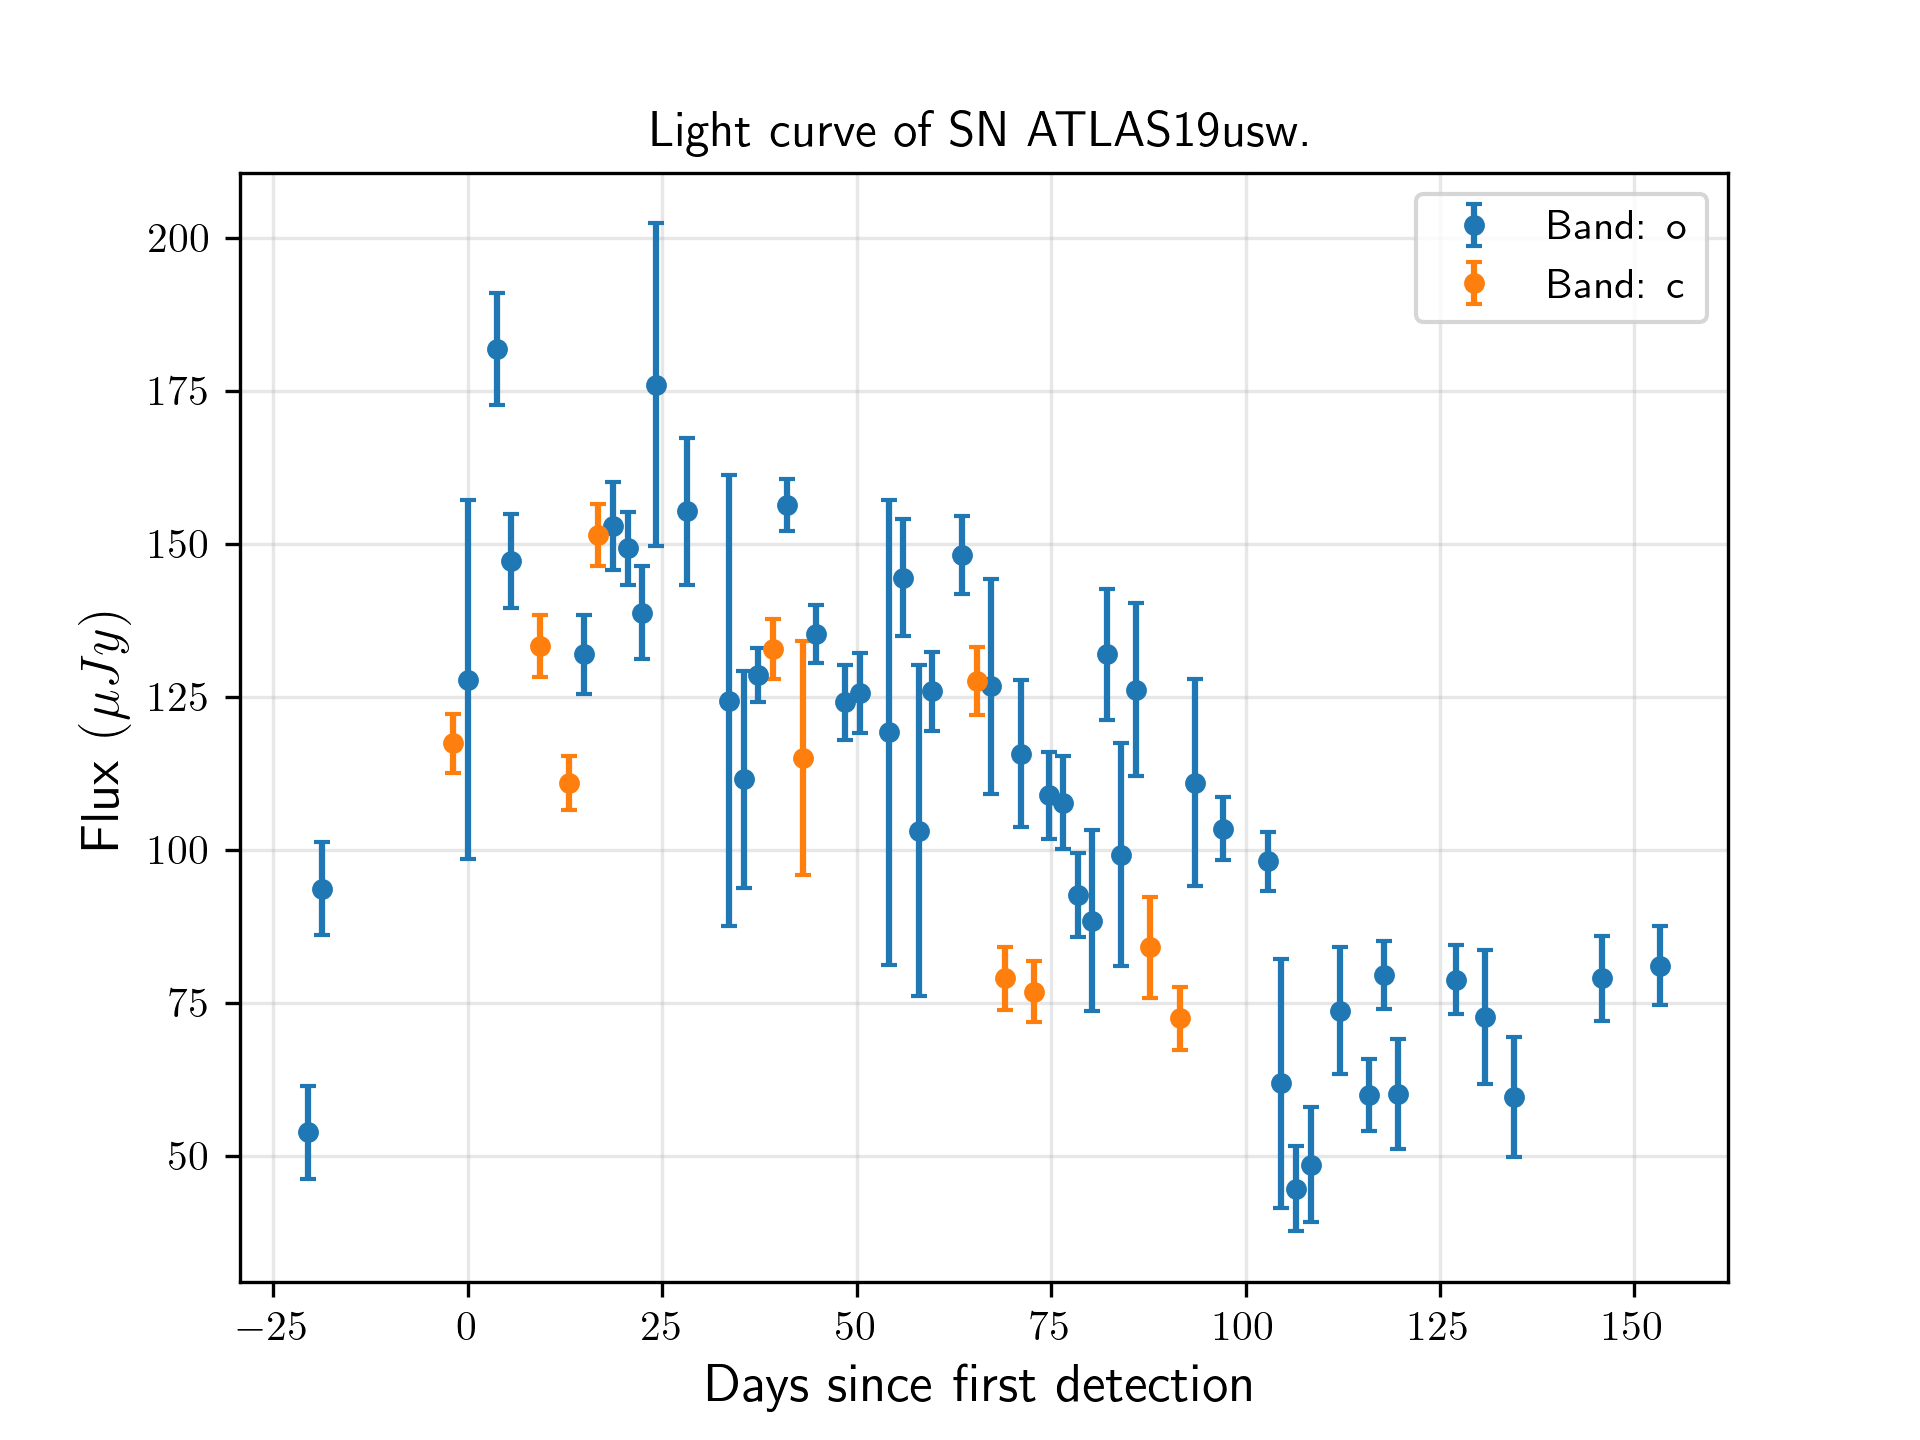 Light curve of SN ATLAS19usw.
Band: o
Band: c
200
175
150
125
100
75
50
Flux (μJy)
−25 0 25 50 75 100 125 150
Days since first detection